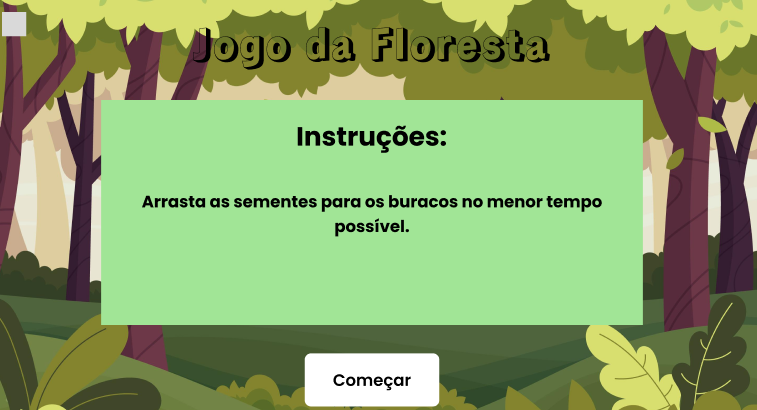 Jogo da Floresta
Instruções:
Arrasta as sementes para os buracos no menor tempo
possível.
Começar